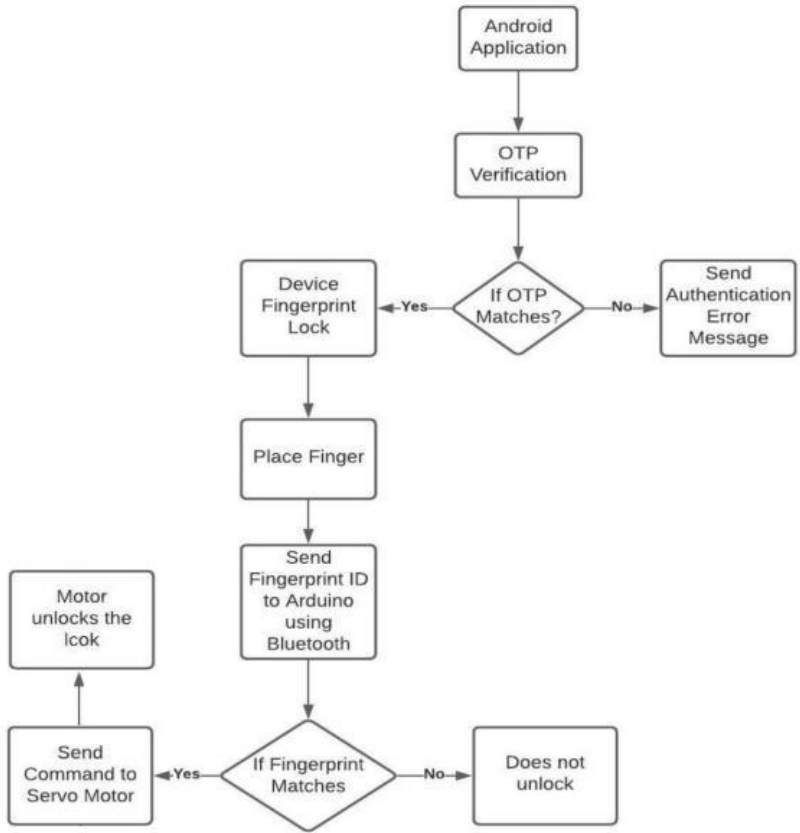 Android
Application
OTP
Verification
If OTP
Matches?
Yes
No
Device
Fingerprint
Lock
Send
Authentication
Error
Message
Place Finger
Send
Fingerprint ID
to Arduino
using
Bluetooth
Motor
unlocks the
lcok
Send
Command to
Servo Motor
Yes
If Fingerprint
Matches
No
Does not
unlock